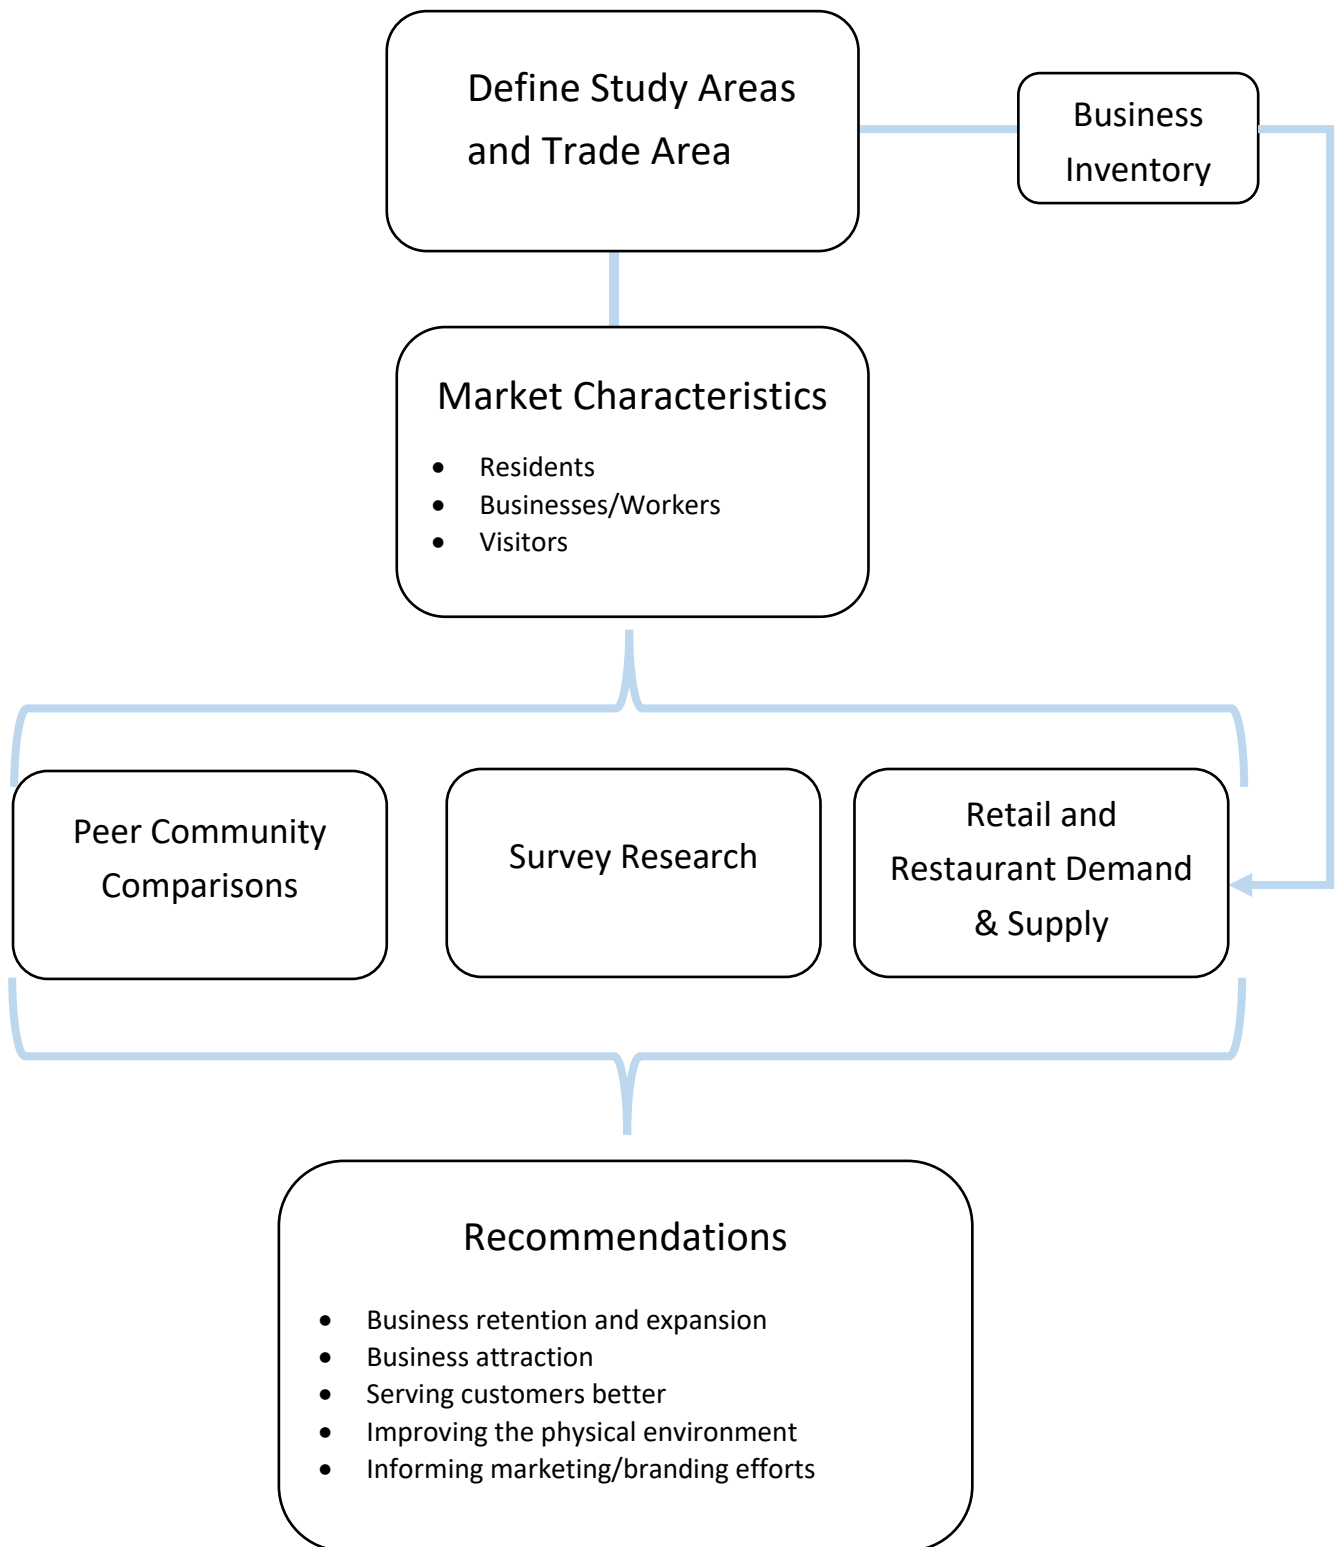 Define Study Areas
and Trade Area
Business
Inventory
Market Characteristics
• Residents
• Businesses/Workers
• Visitors
Peer Community
Comparisons
Survey Research
Retail and
Restaurant Demand
& Supply
Recommendations
• Business retention and expansion
• Business attraction
• Serving customers better
• Improving the physical environment
• Informing marketing/branding efforts